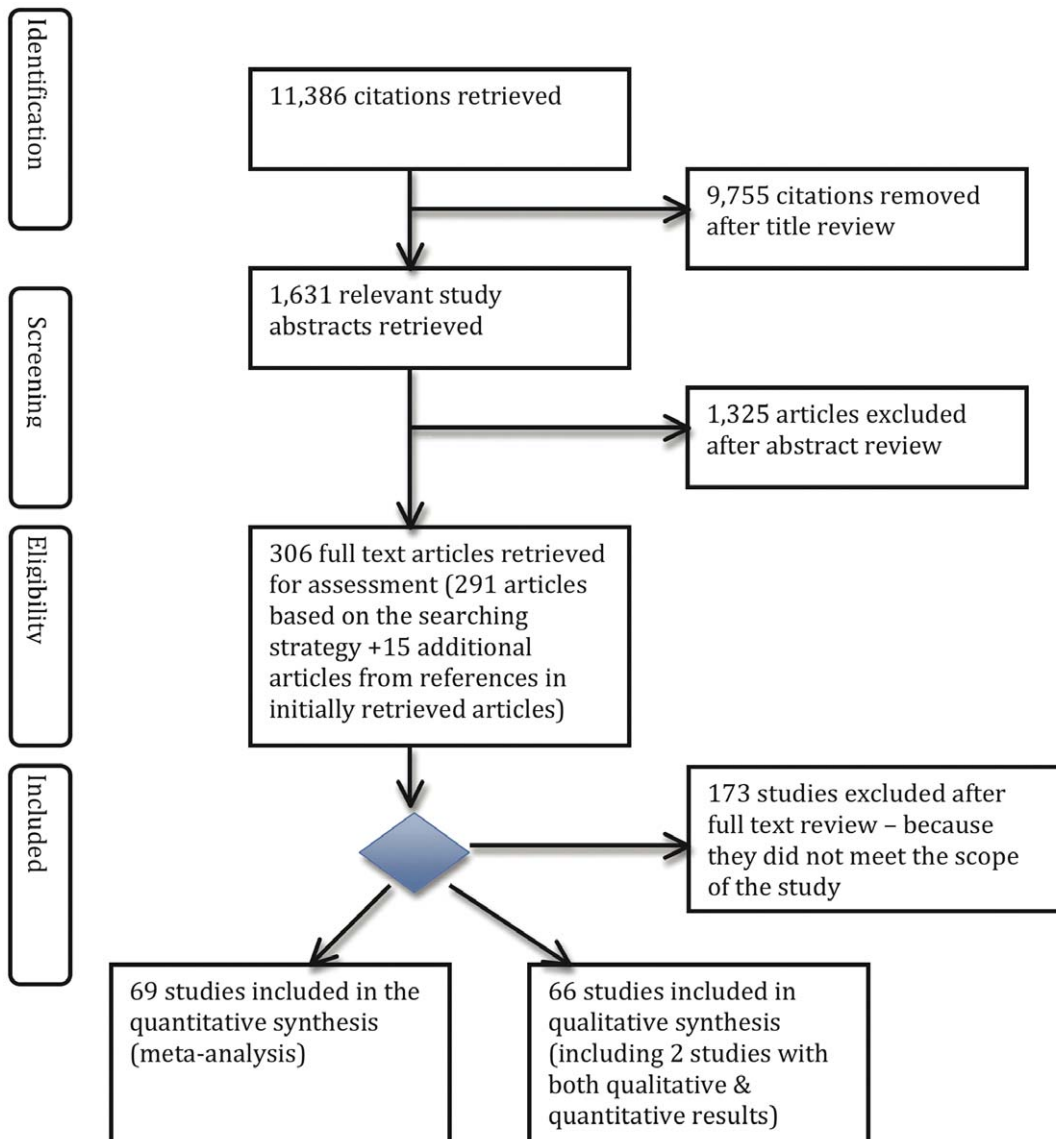 Identification
11,386 citations retrieved
9,755 citations removed
after title review
Screening
1,631 relevant study
abstracts retrieved
1,325 articles excluded
after abstract review
Eligibility
306 full text articles retrieved
for assessment (291 articles
based on the searching
strategy +15 additional
articles from references in
initially retrieved articles)
Included
173 studies excluded after
full text review – because
they did not meet the scope
of the study
69 studies included in the
quantitative synthesis
(meta-analysis)
66 studies included in
qualitative synthesis
(including 2 studies with
both qualitative &
quantitative results)